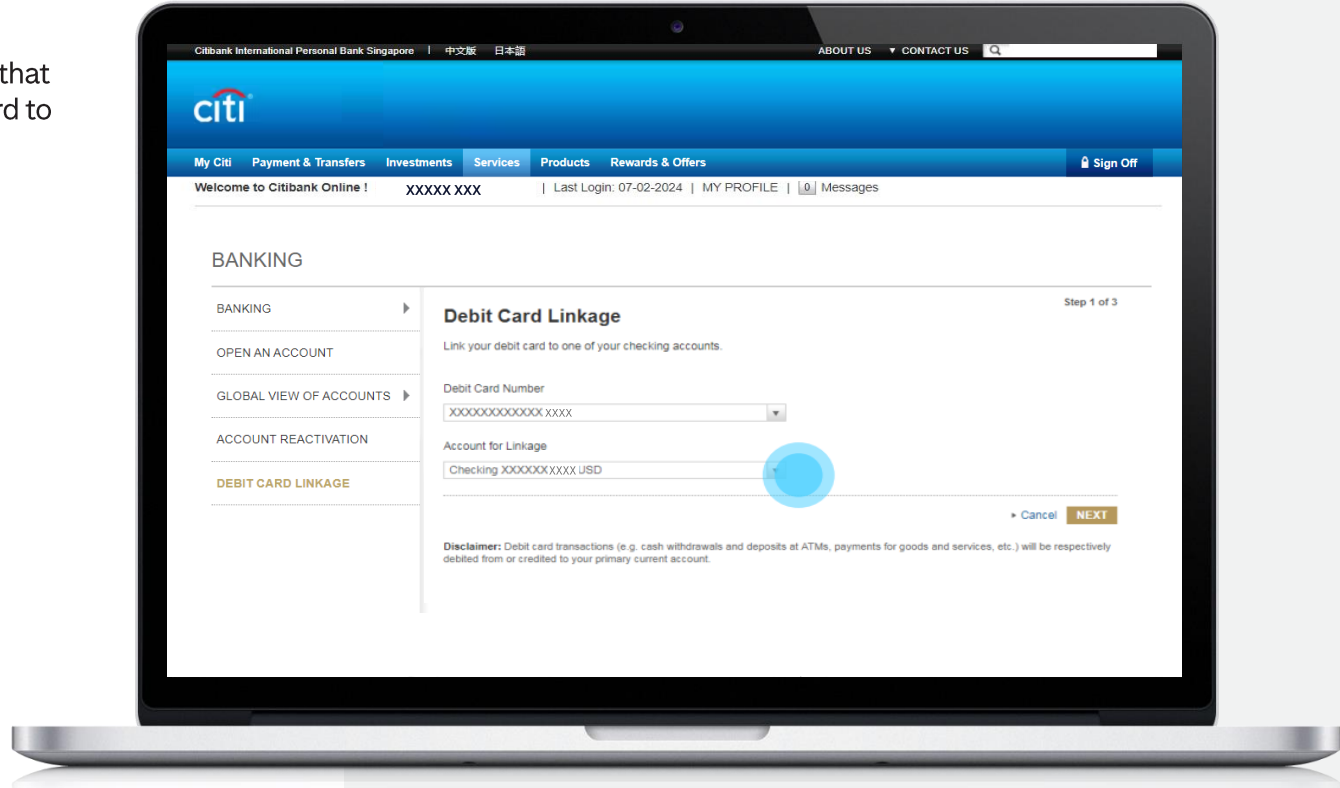 that
rd to
Citibank International Personal Bank Singapore | 中文版 日本語 ABOUT US ▼ CONTACT US
citi
My Citi Payment & Transfers Investments Services Products Rewards & Offers Sign Off
Welcome to Citibank Online ! XXXXX XXX | Last Login: 07-02-2024 | MY PROFILE | 0 Messages
BANKING
BANKING
OPEN AN ACCOUNT
GLOBAL VIEW OF ACCOUNTS
ACCOUNT REACTIVATION
DEBIT CARD LINKAGE
Step 1 of 3
Debit Card Linkage
Link your debit card to one of your checking accounts.
Debit Card Number
XXXXXXXXXXXX XXXX
Account for Linkage
Checking XXXXXXXXXX USD
Cancel NEXT
Disclaimer: Debit card transactions (e.g. cash withdrawals and deposits at ATMs, payments for goods and services, etc.) will be respectively
debited from or credited to your primary current account.